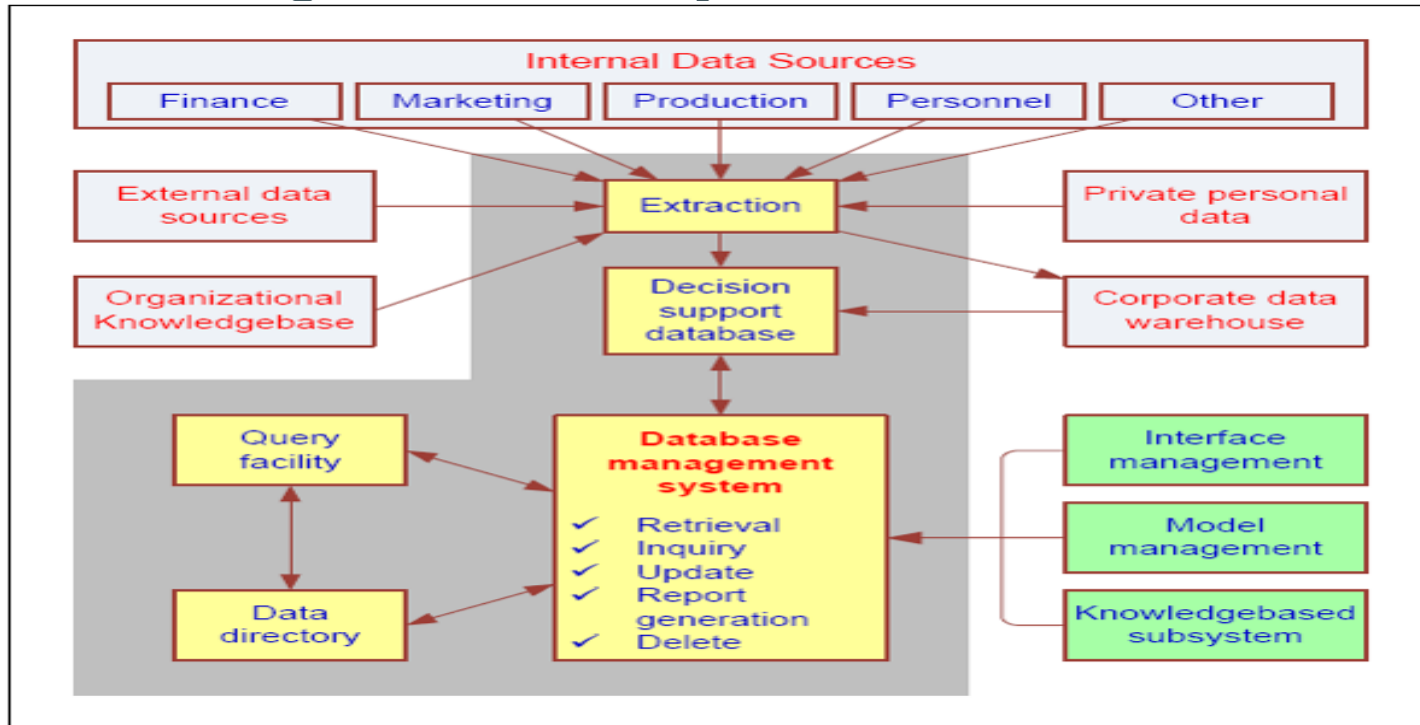 Internal Data Sources
Finance
Marketing
Production
Personnel
Other
External data
sources
Extraction
Private personal
data
Organizational
Knowledgebase
Decision
support
database
Corporate data
warehouse
Query
facility
Database
management
system
✓ Retrieval
✓ Inquiry
✓ Update
✓ Report
generation
✓ Delete
Interface
management
Model
management
Data
directory
Knowledgebased
subsystem